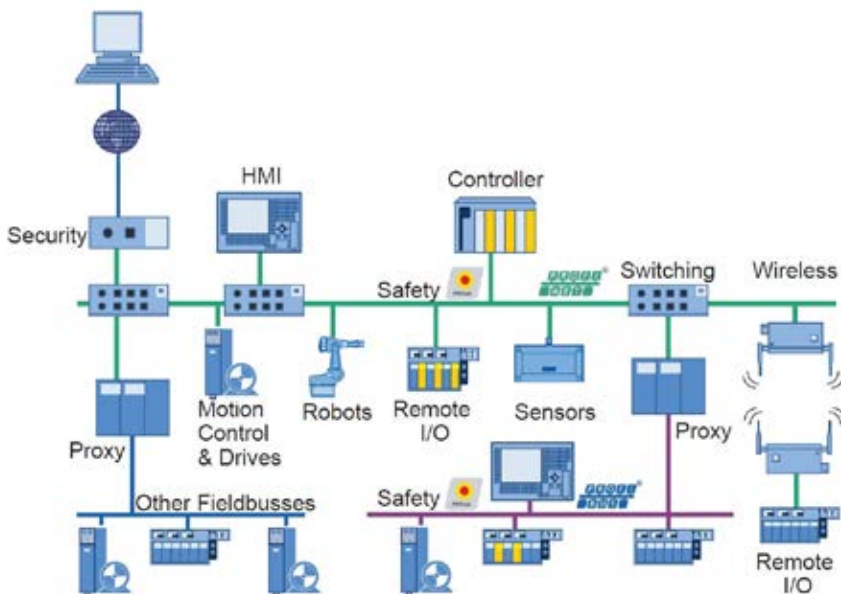 HMI
Controller
Security
Safety
Switching
Wireless
Motion
Control
& Drives
Robots
Remote
I/O
Sensors
Proxy
Proxy
Other Fieldbusses
Safety
Remote
I/O